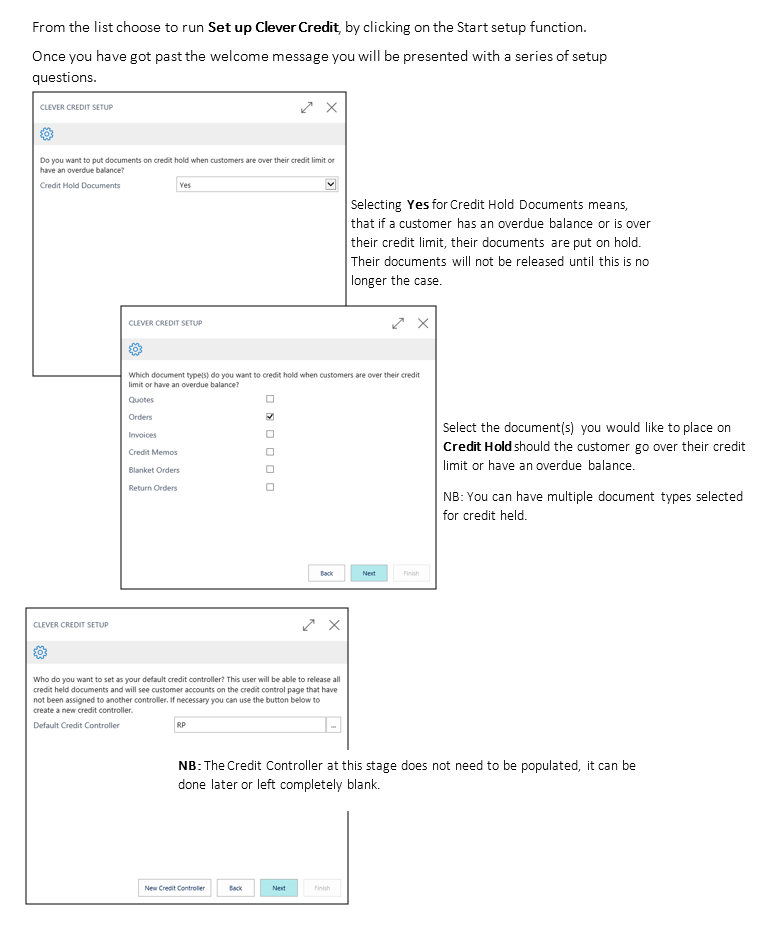 From the list choose to run Set up Clever Credit, by clicking on the Start setup function.
Once you have got past the welcome message you will be presented with a series of setup
questions.
CLEVER CREDIT SETUP
Do you want to put documents on credit hold when customers are over their credit limit or
have an overdue balance?
Credit Hold Documents Yes
Selecting Yes for Credit Hold Documents means,
that if a customer has an overdue balance or is over
their credit limit, their documents are put on hold.
Their documents will not be released until this is no
longer the case.
CLEVER CREDIT SETUP
Which document type(s) do you want to credit hold when customers are over their credit
limit or have an overdue balance?
Quotes
Orders
Invoices
Credit Memos
Blanket Orders
Return Orders
Select the document(s) you would like to place on
Credit Hold should the customer go over their credit
limit or have an overdue balance.
NB: You can have multiple document types selected
for credit held.
Back Next Finish
CLEVER CREDIT SETUP
Who do you want to set as your default credit controller? This user will be able to release all
credit held documents and will see customer accounts on the credit control page that have
not been assigned to another controller. If necessary you can use the button below to
create a new credit controller.
Default Credit Controller RP ...
NB: The Credit Controller at this stage does not need to be populated, it can be
done later or left completely blank.
New Credit Controller Back Next Finish